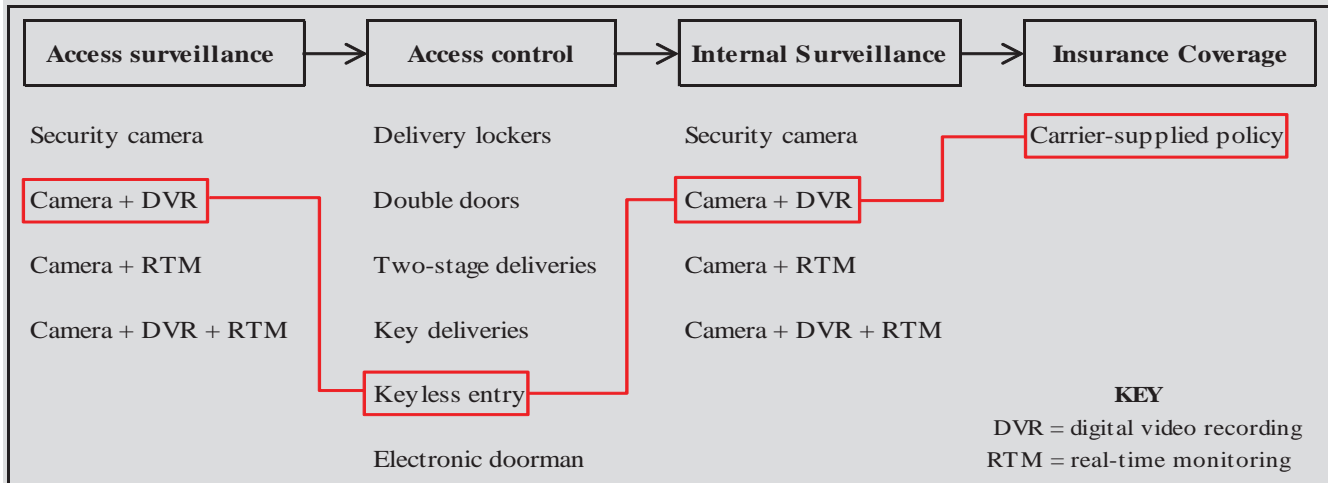 Access surveillance
Access control
Internal Surveillance
Insurance Coverage
Security camera
Delivery lockers
Security camera
Carrier-supplied policy
Camera + DVR
Double doors
Camera + DVR
Camera + RTM
Two-stage deliveries
Camera + RTM
Camera + DVR + RTM
Key deliveries
Camera + DVR + RTM
Keyless entry
KEY
DVR = digital video recording
Electronic doorman
RTM = real-time monitoring